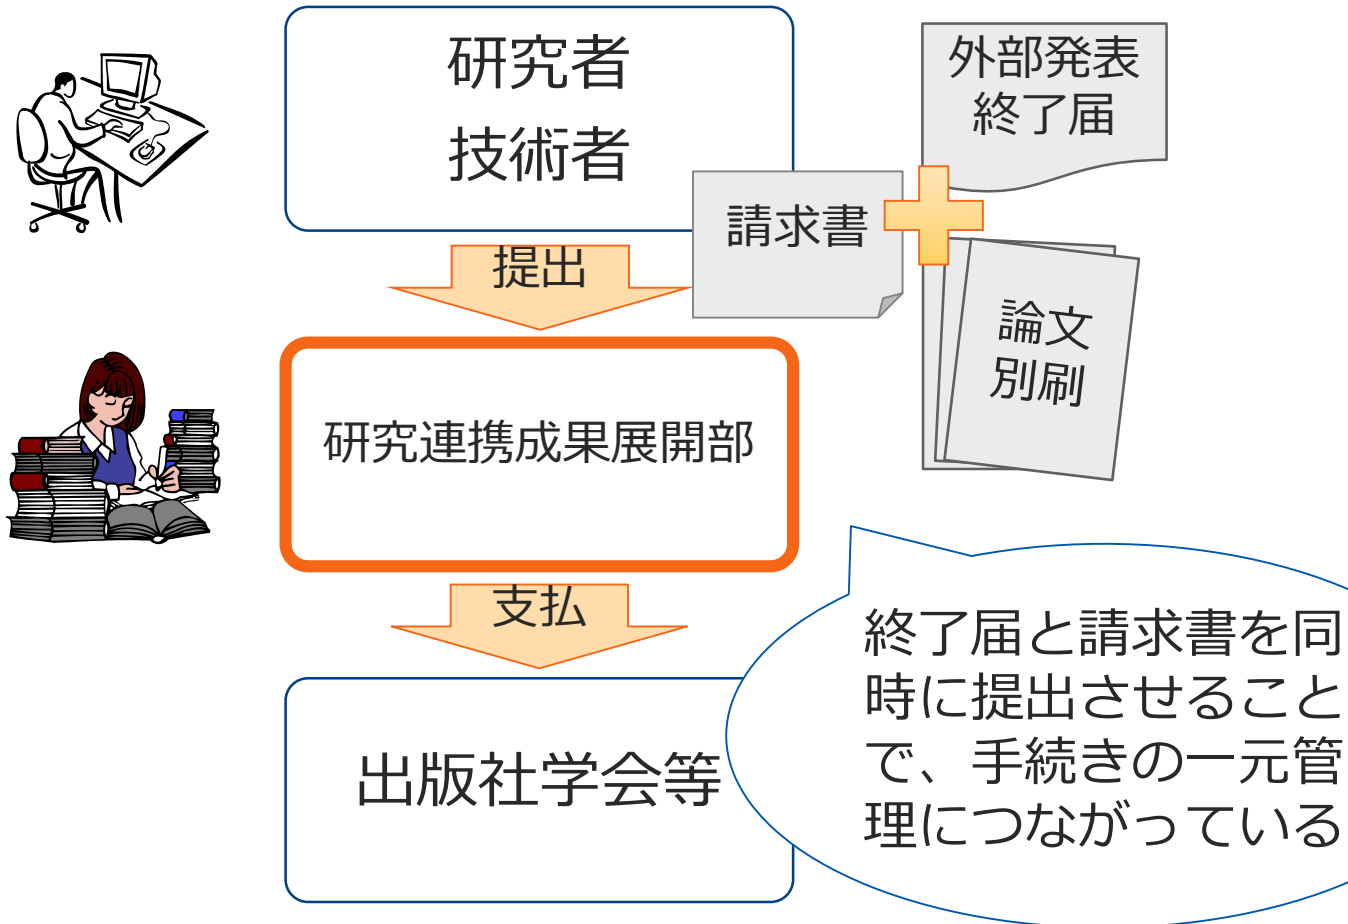 研究者
技術者
外部発表
終了届
請求書
提出
論文
別刷
研究連携成果展開部
支払
出版社学会等
終了届と請求書を同
時に提出させること
で、手続きの一元管
理につながっている